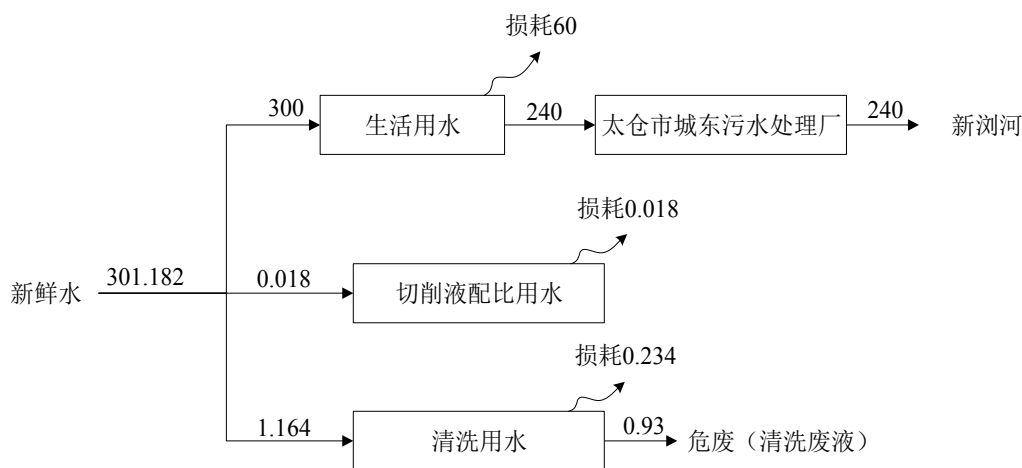 损耗60
300
生活用水
240
太仓市城东污水处理厂
240
新浏河
损耗0.018
新鲜水
301.182
0.018
切削液配比用水
损耗0.234
1.164
清洗用水
0.93
危废（清洗废液）